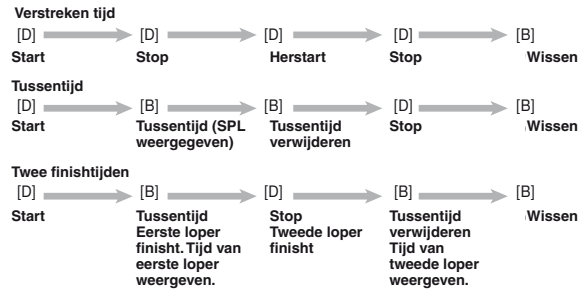 Verstreken tijd
[D] [D] [D] [D] [B]
Start Stop Herstart Stop Wissen
Tussentijd
[D] [B] [B] [D] [B]
Start Tussentijd (SPL weergegeven) Tussentijd verwijderen Stop Wissen
Twee finishtijden
[D] [B] [D] [B] [B]
Start Tussentijd Stop Tussentijd Wissen
Eerste loper Tweede loper verwijderen
finisht. Tijd van finisht Tijd van
eerste loper tweede loper
weergeven. weergeven.